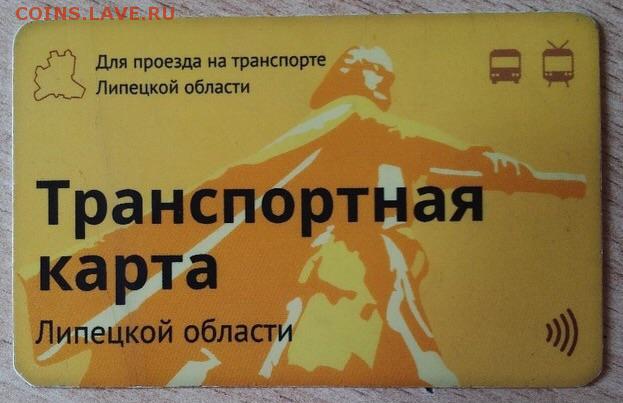 COINS.LAVE.RU
Для проезда на транспорте
Липецкой области
Транспортная
карта
Липецкой области